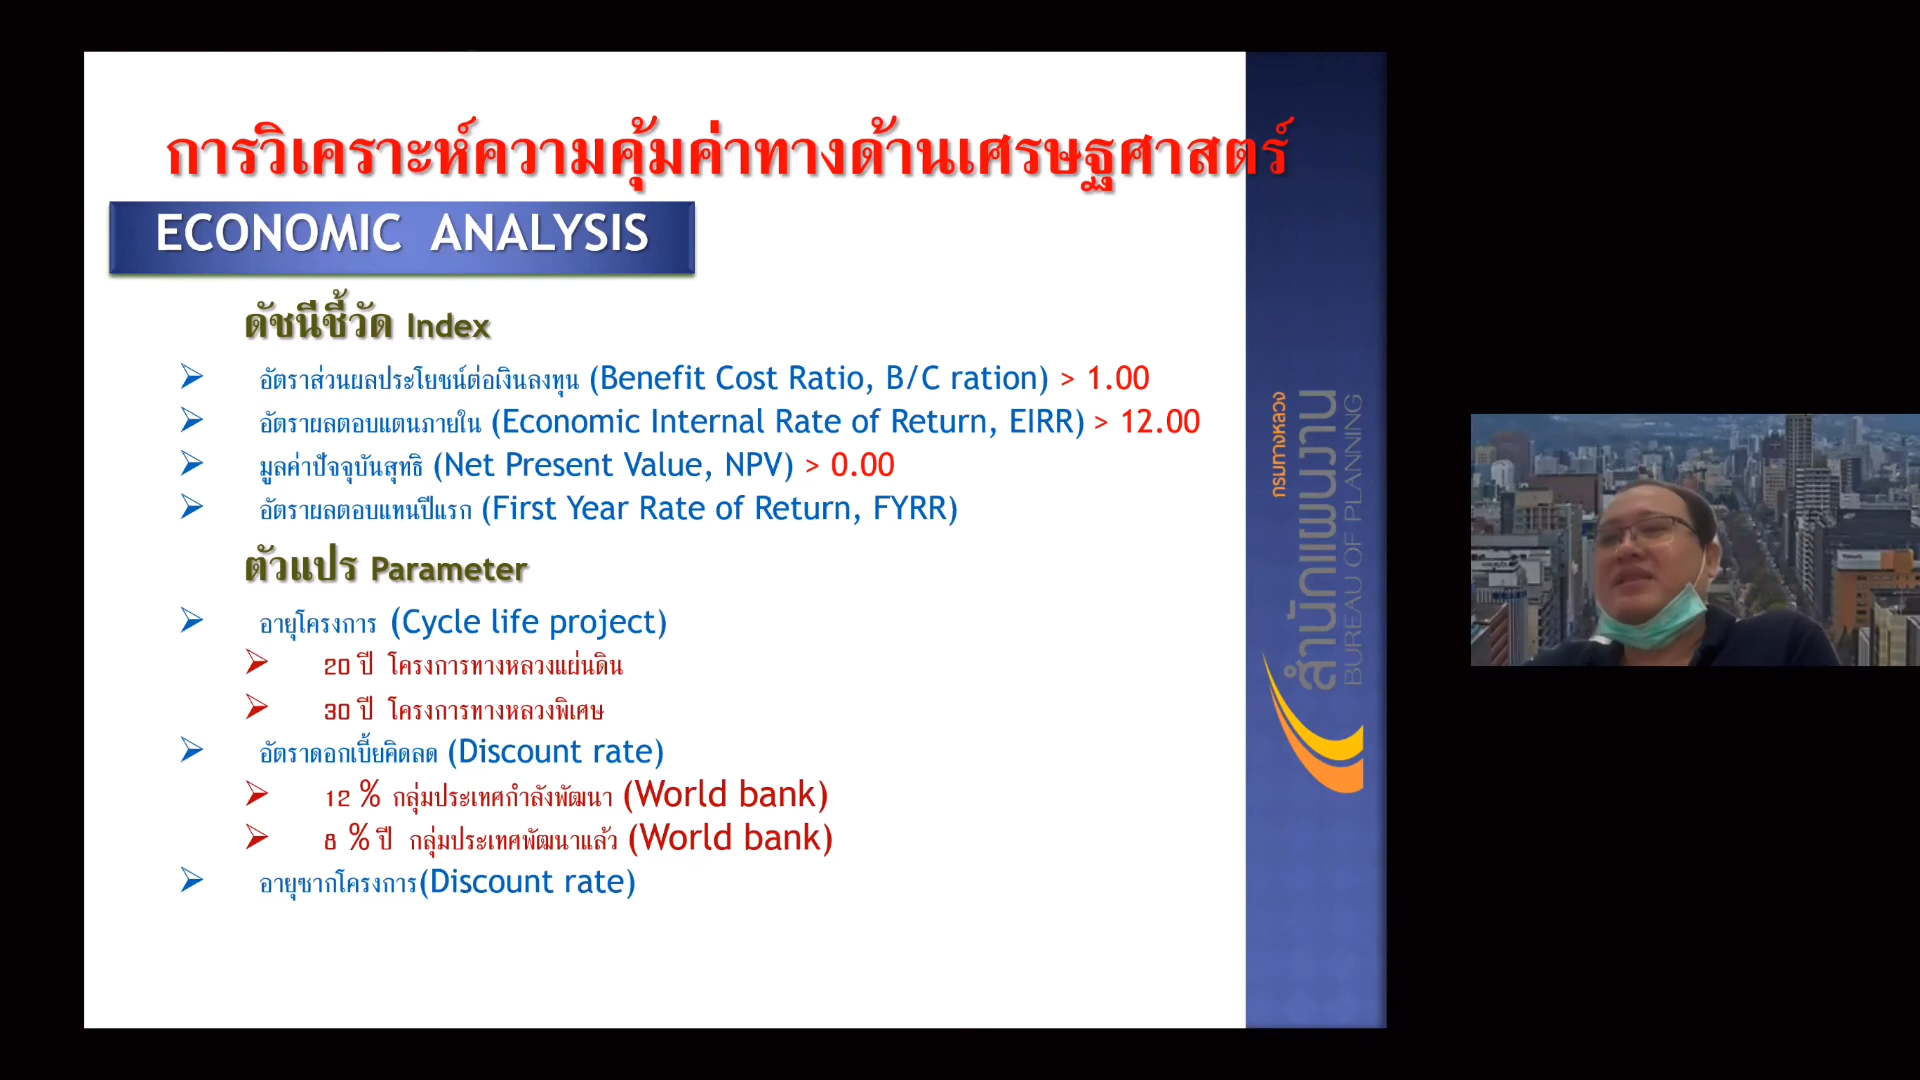 การวิเคราะห์ความคุ้มค่าทางด้านเศรษฐศาสตร์
ECONOMIC ANALYSIS
ดัชนีชี้วัด Index
อัตราส่วนผลประโยชน์ต่อเงินลงทุน (Benefit Cost Ratio, B/C ration) > 1.00
อัตราผลตอบแตนภายใน (Economic Internal Rate of Return, EIRR) > 12.00
มูลค่าปัจจุบันสุทธิ (Net Present Value, NPV) > 0.00
อัตราผลตอบแทนปีแรก (First Year Rate of Return, FYRR)
ตัวแปร Parameter
อายุโครงการ (Cycle life project)
20 ปี โครงการทางหลวงแผ่นดิน
30 ปี โครงการทางหลวงพิเศษ
อัตราดอกเบี้ยคิดลด (Discount rate)
12 % กลุ่มประเทศกำลังพัฒนา (World bank)
8 % ปี กลุ่มประเทศพัฒนาแล้ว (World bank)
อายุซากโครงการ(Discount rate)
กรมทางหลวง
สำนักแผนงาน
BUREAU OF PLANNING